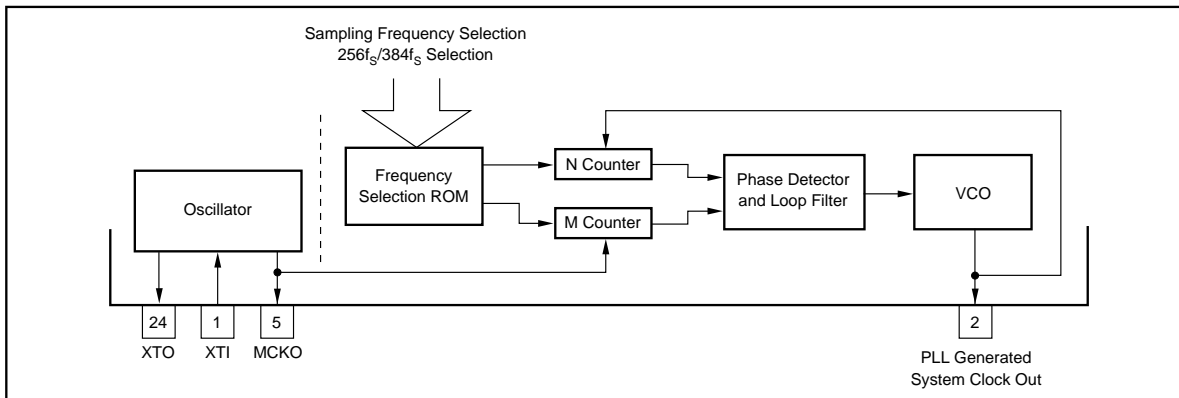 Sampling Frequency Selection
256fS/384fS Selection
Oscillator
Frequency
Selection ROM
N Counter
M Counter
Phase Detector
and Loop Filter
VCO
24
1
5
2
XTO
XTI
MCKO
PLL Generated
System Clock Out